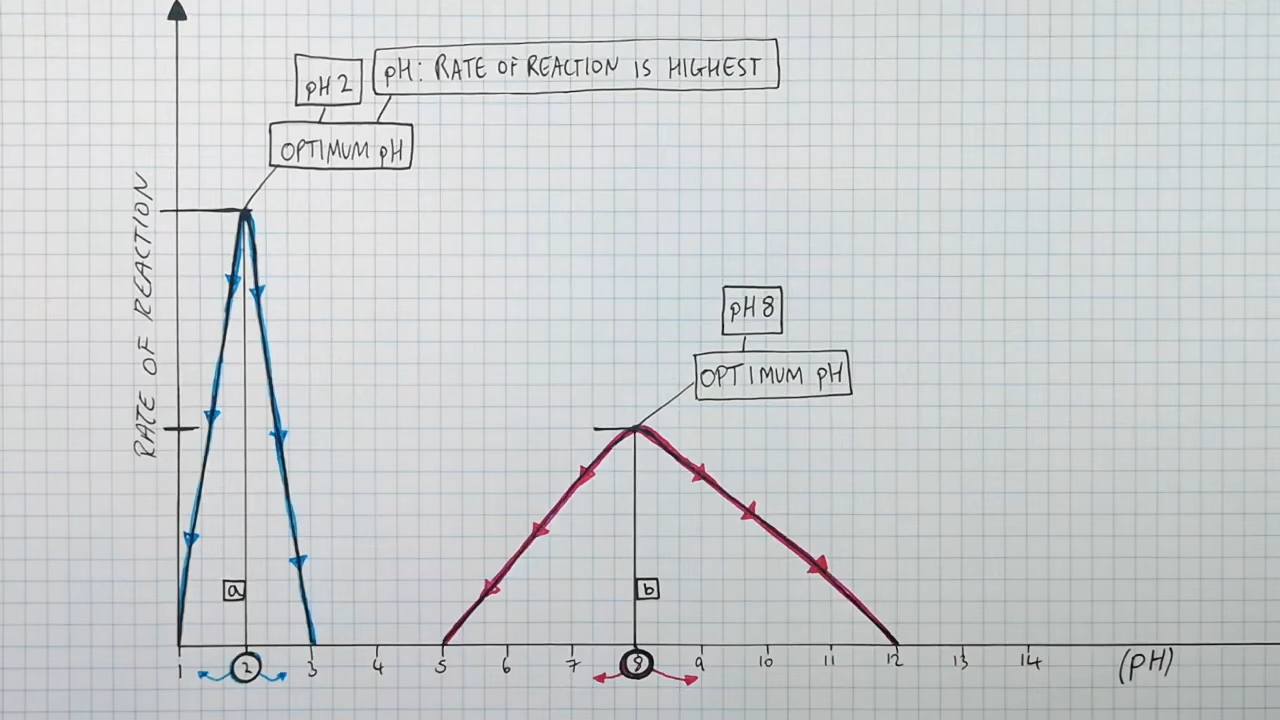 pH 2
pH: RATE OF REACTION IS HIGHEST
OPTIMUM pH
RATE OF REACTION
pH 8
OPTIMUM pH
a
b
1 2 3 4 5 6 7 8 9 10 11 12 13 14 (pH)